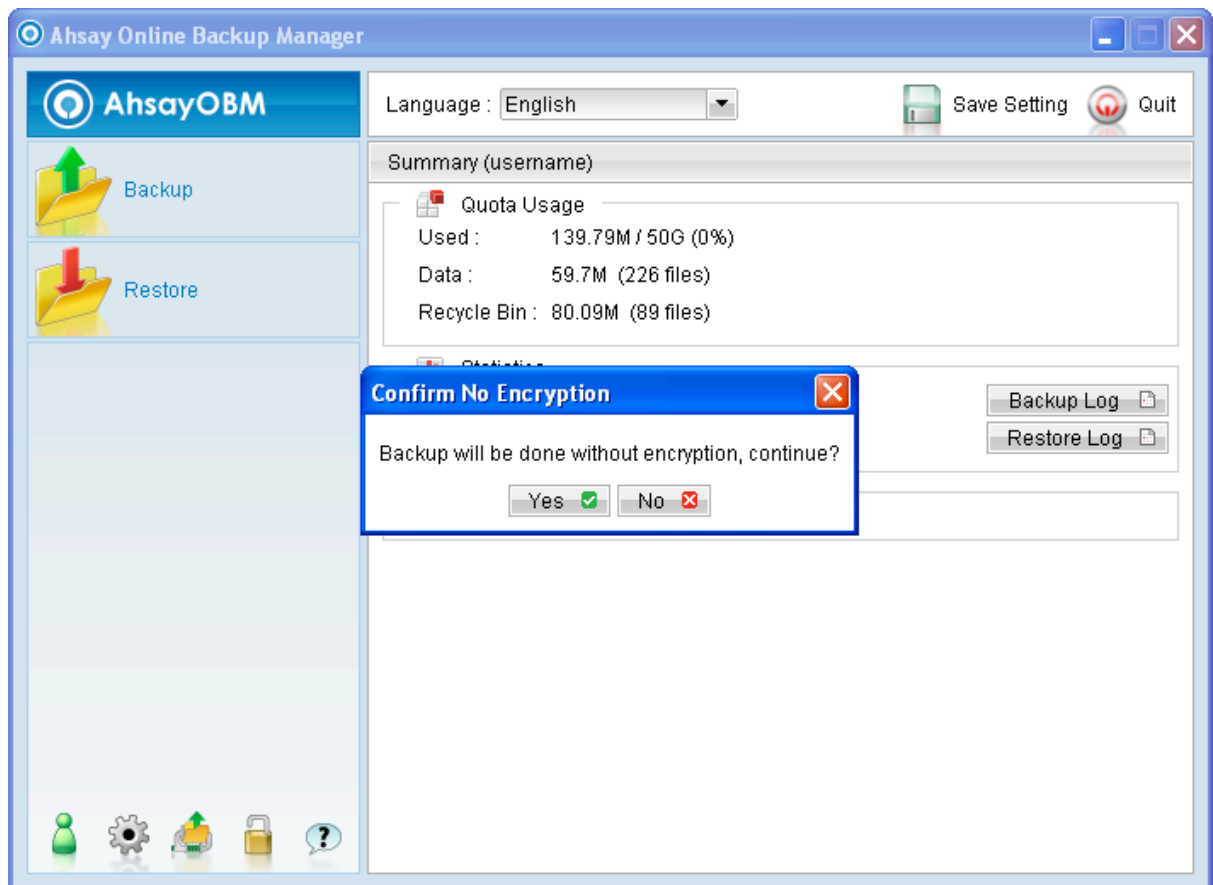 Ahsay Online Backup Manager
AhsayOBM
Language : English
Save Setting
Quit
Backup
Restore
Summary (username)
Quota Usage
Used : 139.79M / 50G (0%)
Data : 59.7M (226 files)
Recycle Bin : 80.09M (89 files)
Statistics
Backup Log
Restore Log
Confirm No Encryption
Backup will be done without encryption, continue?
Yes
No
?